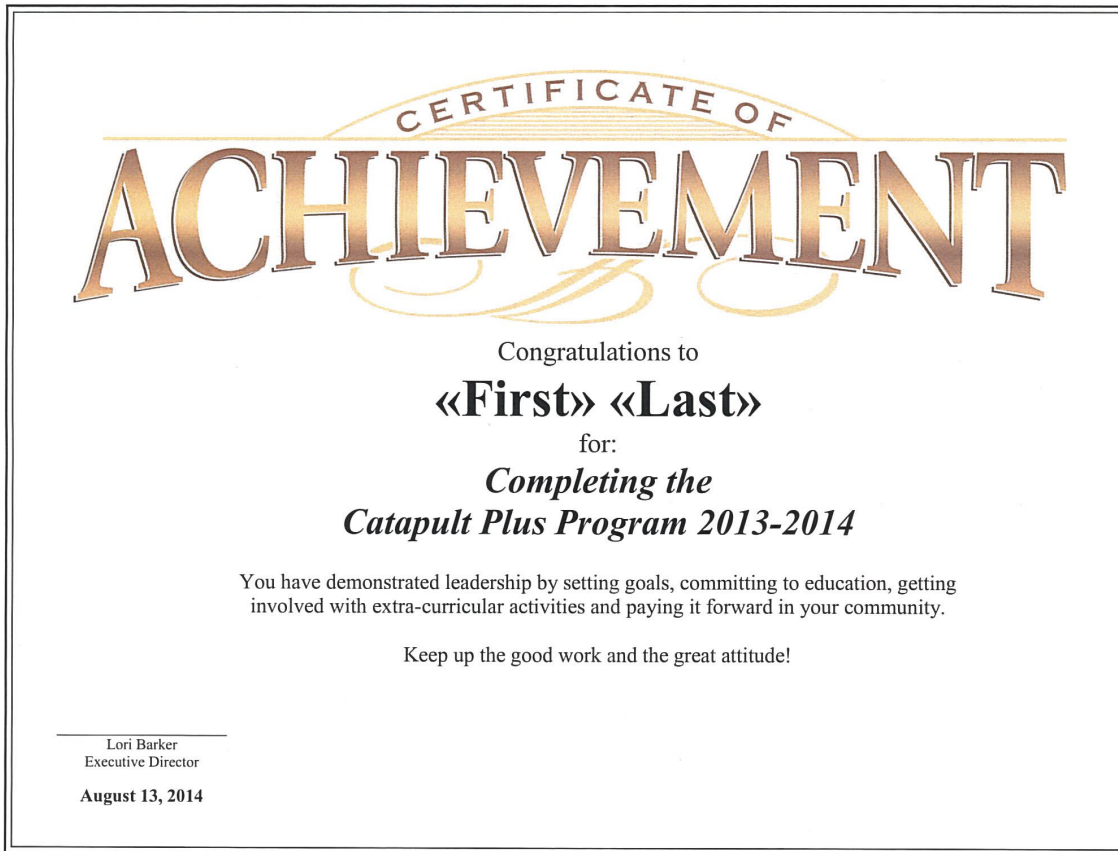 CERTIFICATE OF
ACHIEVEMENT
Congratulations to
«First» «Last»
for:
Completing the
Catapult Plus Program 2013-2014
You have demonstrated leadership by setting goals, committing to education, getting
involved with extra-curricular activities and paying it forward in your community.
Keep up the good work and the great attitude!
Lori Barker
Executive Director
August 13, 2014